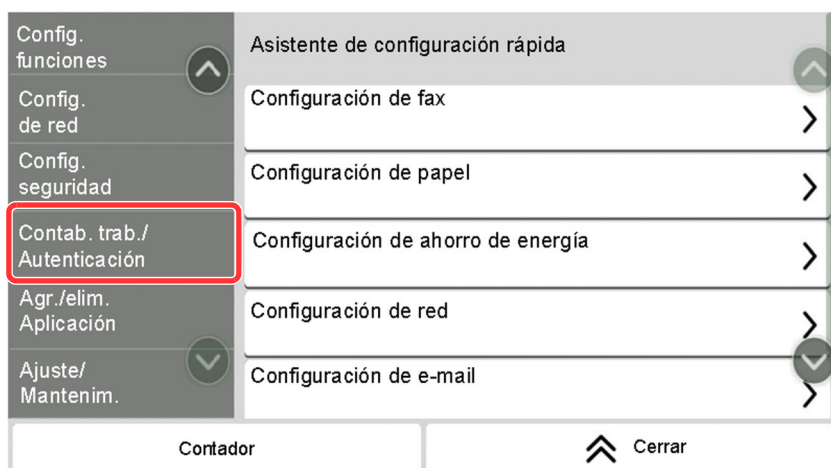 Config.
funciones
Config.
de red
Config.
seguridad
Contab. trab./
Autenticación
Agr./elim.
Aplicación
Ajuste/
Mantenim.
Asistente de configuración rápida
Configuración de fax
Configuración de papel
Configuración de ahorro de energía
Configuración de red
Configuración de e-mail
Contador
Cerrar